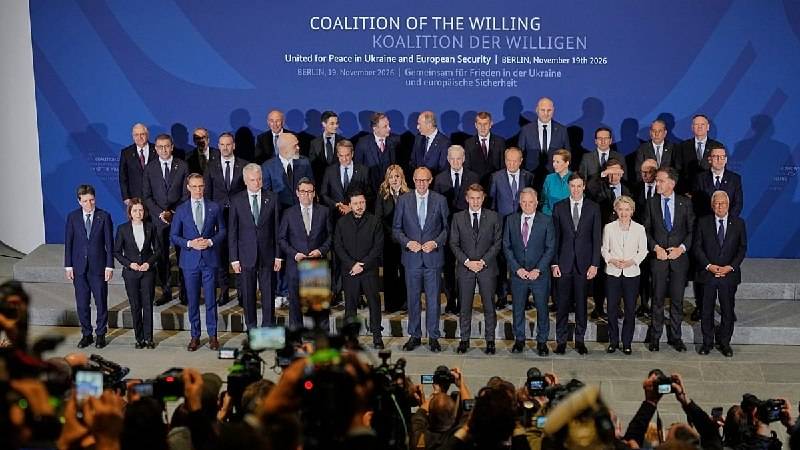 COALITION OF THE WILLING
KOALITION DER WILLIGEN
United for Peace in Ukraine and European Security | BERLIN, November 19th 2026
BERLIN, 19. November 2026 | Gemeinsam für Frieden in der Ukraine
und europäische Sicherheit